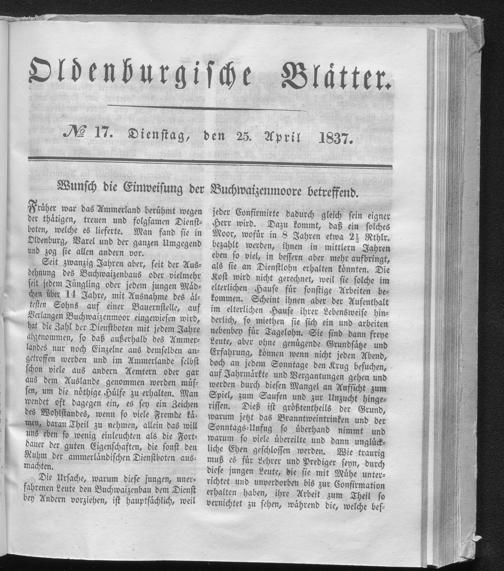 Oldenburgische Blätter.
№ 17. Dienstag, den 25. April 1837.
Wunsch die Einweisung der Buchwaizenmoore betreffend.
Früher war das Ammerland berühmt wegen
der thätigen, treuen und folgsamen Dienst-
boten, welche es lieferte. Man fand sie in
Oldenburg, Varel und der ganzen Umgegend
und zog sie allen andern vor.
Seit zwanzig Jahren aber, seit der Aus-
dehnung des Buchwaizenbaus oder vielmehr
seit jedem Jüngling oder jedem jungen Mäd-
chen über 14 Jahre, mit Ausnahme des äl-
testen Sohns auf einer Bauernstelle, auf
Verlangen Buchwaizenmoor eingewiesen wird,
hat die Zahl der Dienstboten mit jedem Jahre
abgenommen, so daß außerhalb des Ammer-
landes nur noch Einzelne aus demselben an-
getroffen werden und im Ammerlande selbst
schon viele aus andern Aemtern oder gar
aus dem Auslande genommen werden müs-
sen, um die nöthige Hülfe zu erhalten. Man
wendet oft dagegen ein, es sey ein Zeichen
des Wohlstandes, wenn so viele Fremde kä-
men, daran Theil zu nehmen, allein das will
uns eben so wenig einleuchten als die Fort-
dauer der guten Eigenschaften, die sonst den
Ruhm der ammerländischen Dienstboten aus-
machten.
Die Ursache, warum diese jungen, uner-
fahrenen Leute den Buchwaizenbau dem Dienst
bey Andern vorziehen, ist hauptsächlich, weil
jeder Confirmirte dadurch gleich sein eigner
Herr wird. Dazu kommt, daß ein solches
Moor, wofür in 8 Jahren etwa 2½ Rthlr.
bezahlt werden, ihnen in mittlern Jahren
eben so viel, in bessern aber mehr aufbringt,
als sie an Dienstlohn erhalten könnten. Die
Kost wird nicht gerechnet, weil sie solche im
elterlichen Hause für sonstige Arbeiten be-
kommen. Scheint ihnen aber der Aufenthalt
im elterlichen Hause ihrer Lebensweise hin-
derlich, so miethen sie sich ein und arbeiten
nebenbey für Tagelohn. Sie sind dann freye
Leute, aber ohne genügende Grundsätze und
Erfahrung, können wenn nicht jeden Abend,
doch an jedem Sonntage den Krug besuchen,
auf Jahrmärkte und Vergantungen gehen und
werden durch diesen Mangel an Aufsicht zum
Spiel, zum Saufen und zur Unzucht hinge-
rissen. Dieß ist größtentheils der Grund,
warum jetzt das Branntweintrinken und der
Sonntags-Unfug so überhand nimmt und
warum so viele übereilte und dann unglück-
liche Ehen geschlossen werden. Wie traurig
muß es für Lehrer und Prediger seyn, durch
diese jungen Leute, die sie mit Mühe unter-
richtet und unverdorben bis zur Confirmation
erhalten haben, ihre Arbeit zum Theil so
vernichtet zu sehen, während die, welche bes-